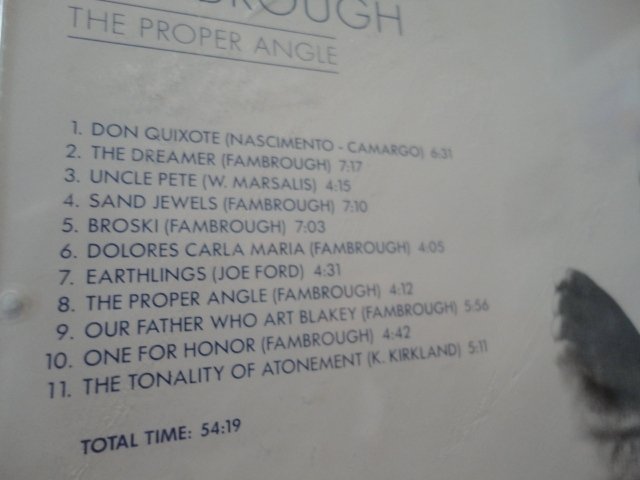 BROUGH
THE PROPER ANGLE
1. DON QUIXOTE (NASCIMENTO - CAMARGO) 6:31
2. THE DREAMER (FAMBROUGH) 7:17
3. UNCLE PETE (W. MARSALIS) 4:15
4. SAND JEWELS (FAMBROUGH) 7:10
5. BROSKI (FAMBROUGH) 7:03
6. DOLORES CARLA MARIA (FAMBROUGH) 4:05
7. EARTHLINGS (JOE FORD) 4:31
8. THE PROPER ANGLE (FAMBROUGH) 4:12
9. OUR FATHER WHO ART BLAKEY (FAMBROUGH) 5:56
10. ONE FOR HONOR (FAMBROUGH) 4:42
11. THE TONALITY OF ATONEMENT (K. KIRKLAND) 5:11
TOTAL TIME: 54:19